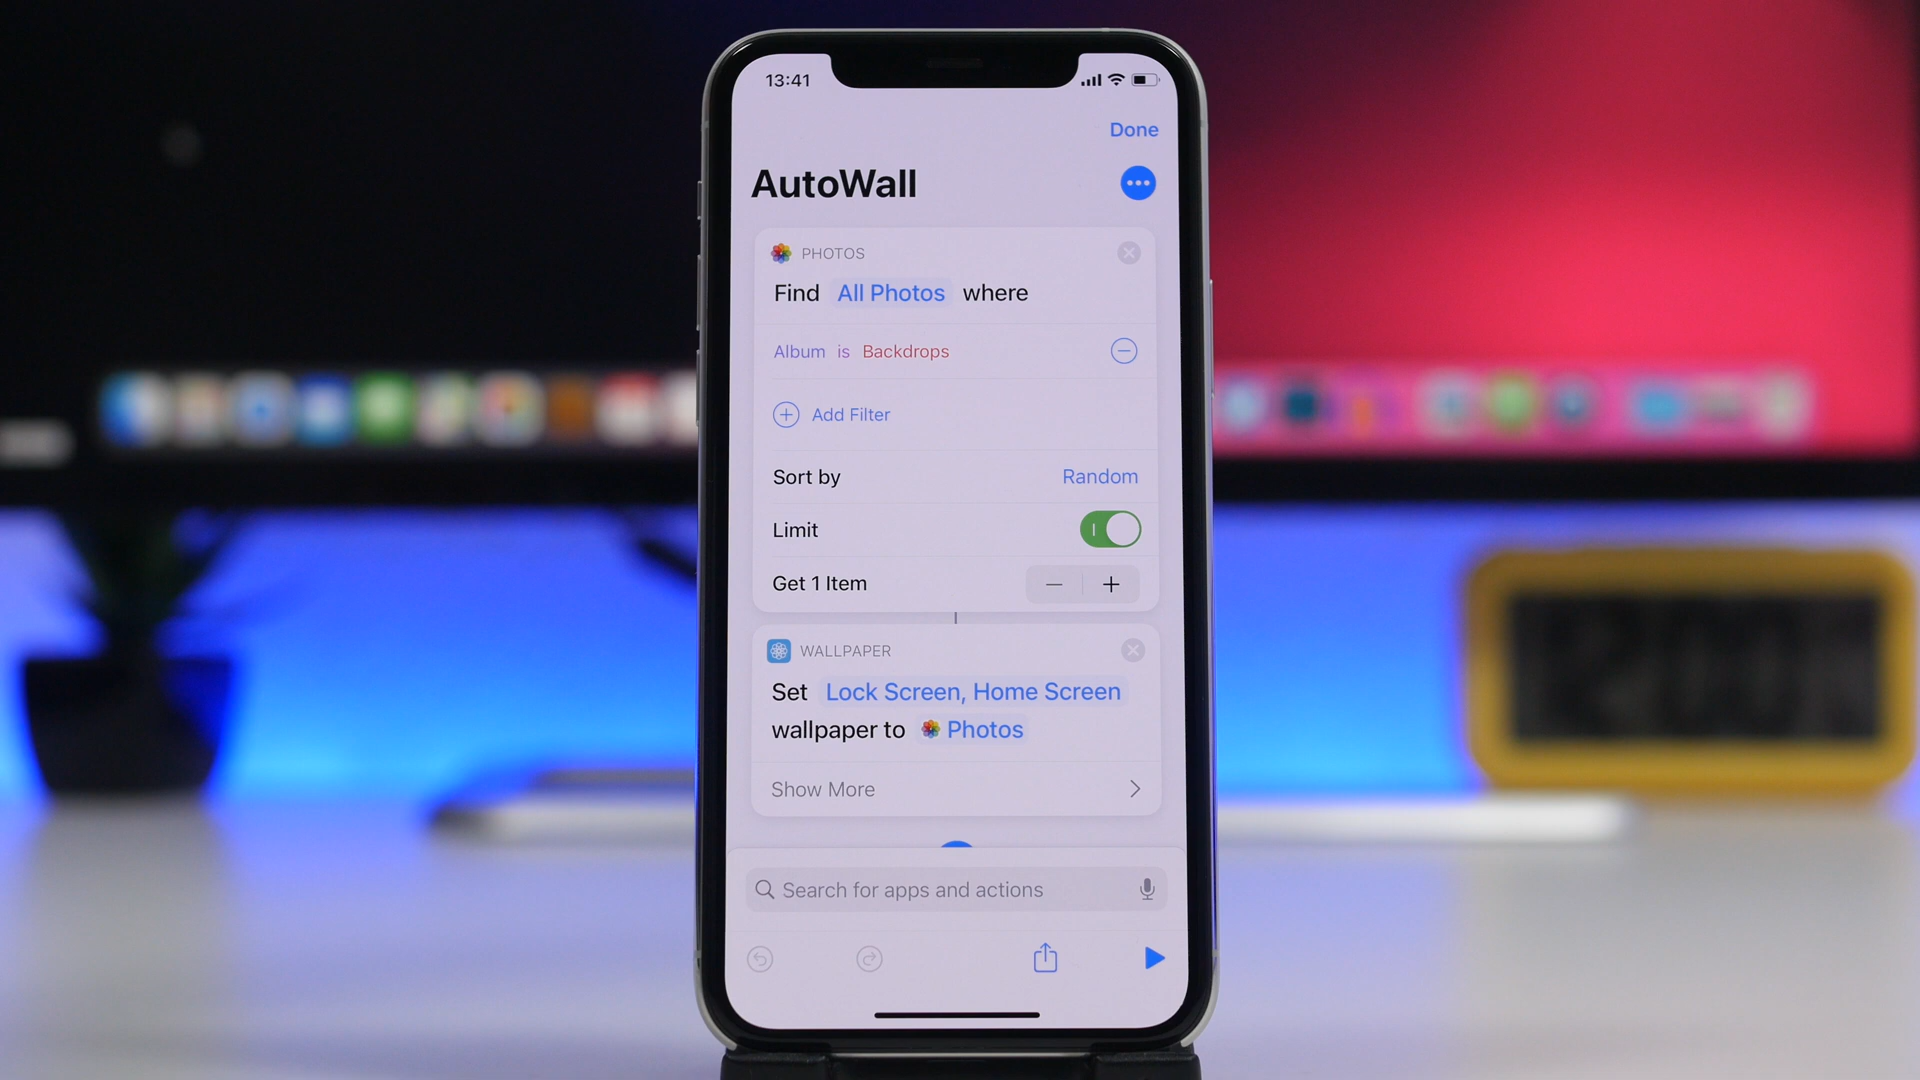 13:41
Done
AutoWall
PHOTOS
Find All Photos where
Album is Backdrops
Add Filter
Sort by Random
Limit
Get 1 Item
WALLPAPER
Set Lock Screen, Home Screen
wallpaper to Photos
Show More
Search for apps and actions